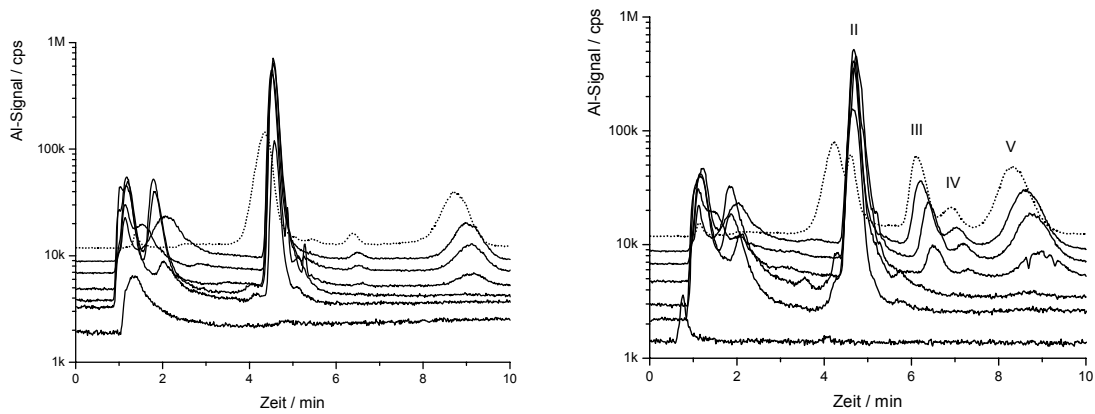 Al-Signal / cps
1M
100k
10k
1k
0 2 4 6 8 10
Zeit / min
Al-Signal / cps
1M
100k
10k
1k
II
III
IV
V
0 2 4 6 8 10
Zeit / min